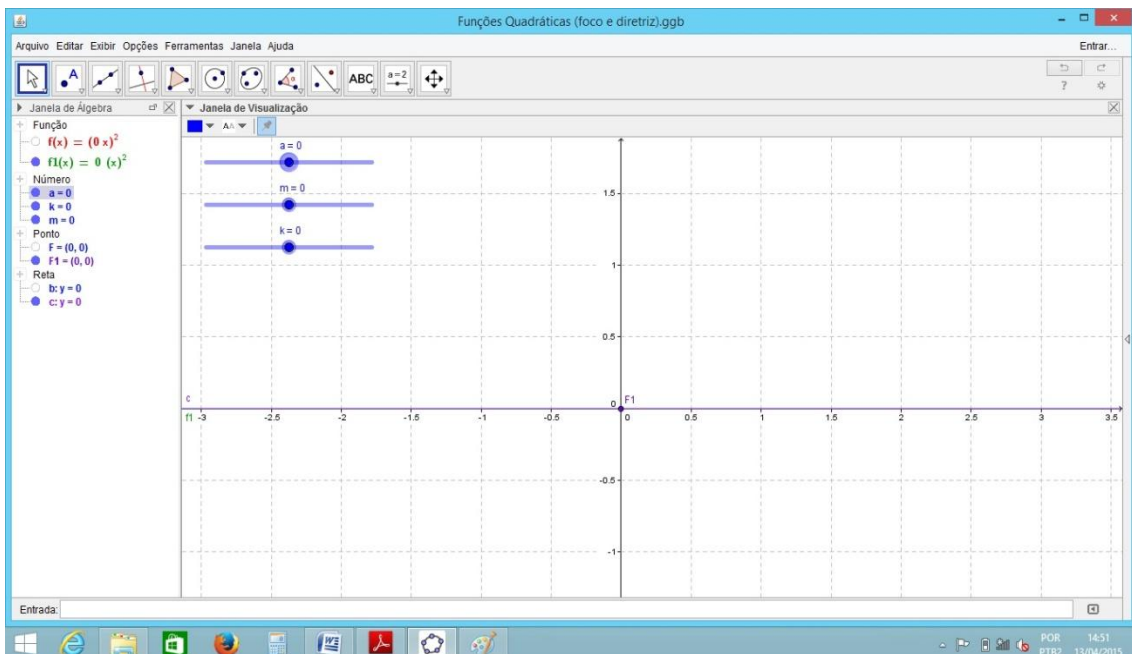 Funções Quadráticas (foco e diretriz).ggb
Arquivo Editar Exibir Opções Ferramentas Janela Ajuda
Entrar...
ABC
a=2
Janela de Álgebra
Função
f(x) = (0 x)²
f1(x) = 0 (x)²
Número
a = 0
k = 0
m = 0
Ponto
F = (0, 0)
F1 = (0, 0)
Reta
b: y = 0
c: y = 0
Janela de Visualização
a = 0
m = 0
k = 0
1.5
1
0.5
0
-0.5
-1
c
F1
f1
-3 -2.5 -2 -1.5 -1 -0.5 0 0.5 1 1.5 2 2.5 3 3.5
Entrada:
POR
PTB2
14:51
13/04/2015